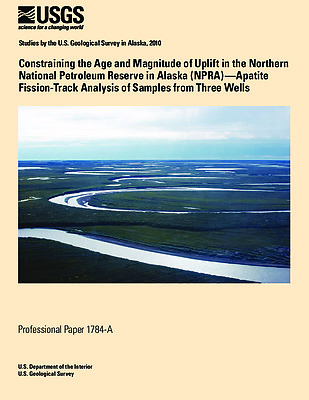 USGS
science for a changing world
Studies by the U.S. Geological Survey in Alaska, 2010
Constraining the Age and Magnitude of Uplift in the Northern
National Petroleum Reserve in Alaska (NPRA)—Apatite
Fission-Track Analysis of Samples from Three Wells
Professional Paper 1784-A
U.S. Department of the Interior
U.S. Geological Survey